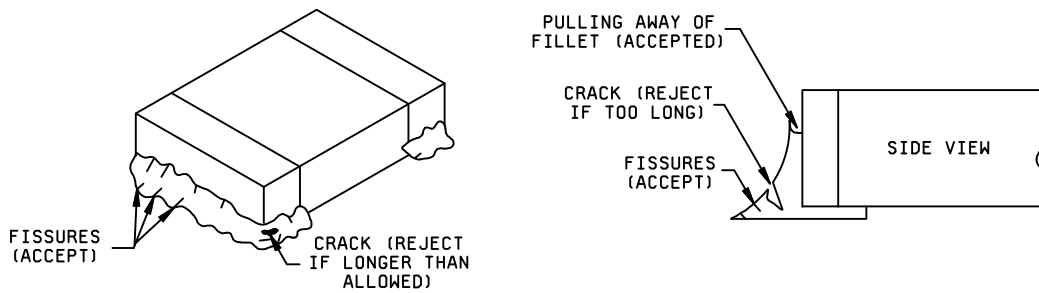 FISSURES
(ACCEPT)
CRACK (REJECT
IF LONGER THAN
ALLOWED)
PULLING AWAY OF
FILLET (ACCEPTED)
CRACK (REJECT
IF TOO LONG)
FISSURES
(ACCEPT)
SIDE VIEW